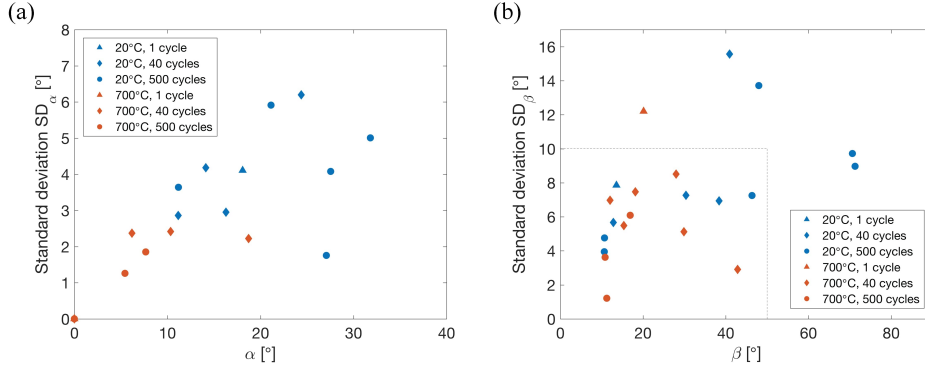 (a)
8
7
6
5
4
3
2
1
0
Standard deviation SDα [°]
20°C, 1 cycle
20°C, 40 cycles
20°C, 500 cycles
700°C, 1 cycle
700°C, 40 cycles
700°C, 500 cycles
0 10 20 30 40
α [°]
(b)
16
14
12
10
8
6
4
2
0
Standard deviation SDβ [°]
20°C, 1 cycle
20°C, 40 cycles
20°C, 500 cycles
700°C, 1 cycle
700°C, 40 cycles
700°C, 500 cycles
0 20 40 60 80
β [°]